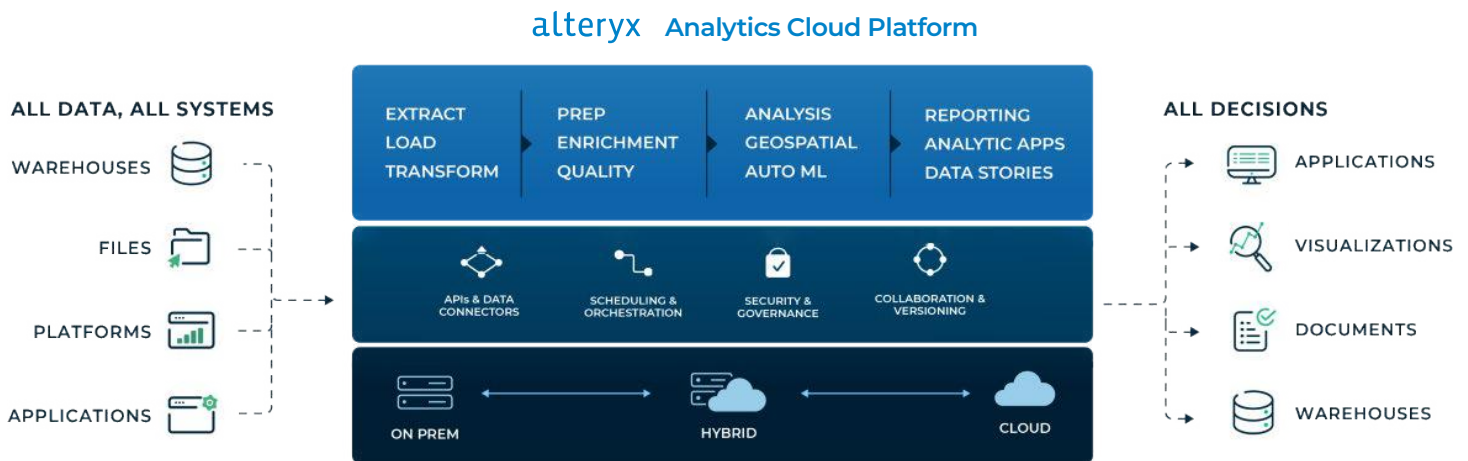 alteryx Analytics Cloud Platform
ALL DATA, ALL SYSTEMS
WAREHOUSES
FILES
PLATFORMS
APPLICATIONS
EXTRACT
LOAD
TRANSFORM
PREP
ENRICHMENT
QUALITY
ANALYSIS
GEOSPATIAL
AUTO ML
REPORTING
ANALYTIC APPS
DATA STORIES
APIs & DATA
CONNECTORS
SCHEDULING &
ORCHESTRATION
SECURITY &
GOVERNANCE
COLLABORATION &
VERSIONING
ON PREM
HYBRID
CLOUD
ALL DECISIONS
APPLICATIONS
VISUALIZATIONS
DOCUMENTS
WAREHOUSES